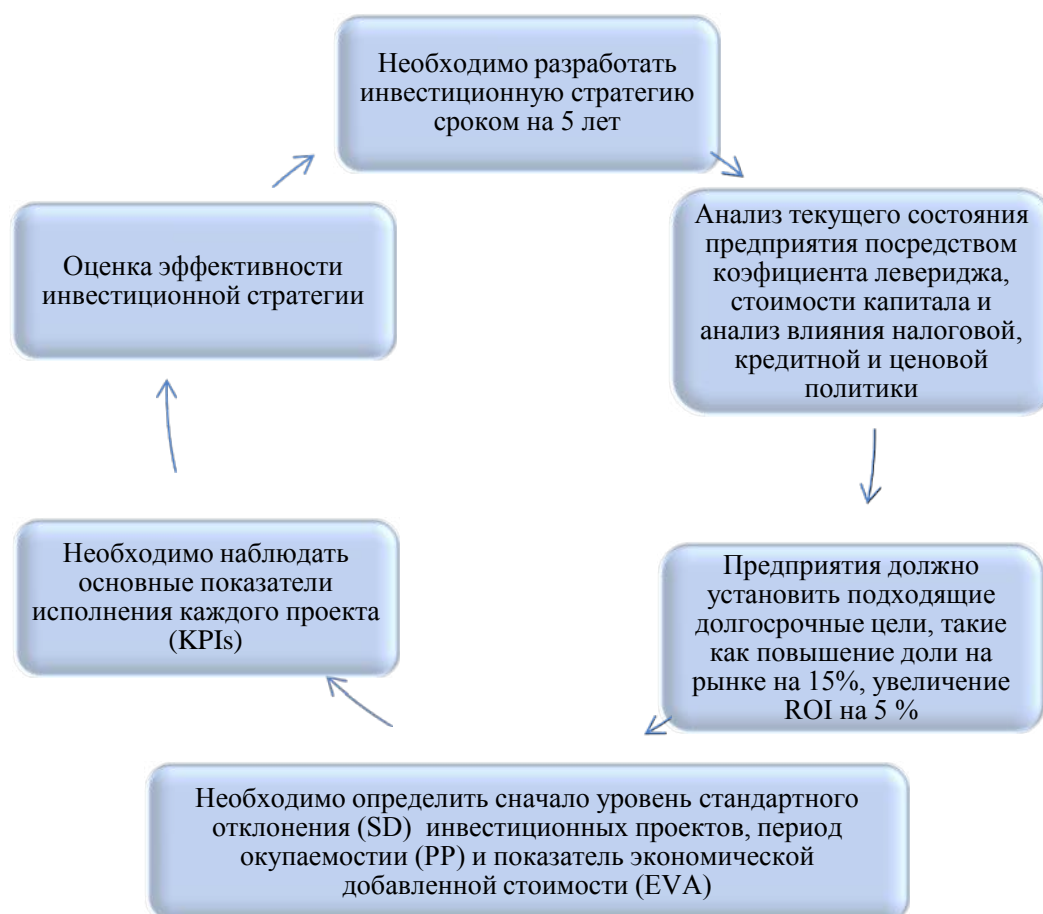 Необходимо разработать
инвестиционную стратегию
сроком на 5 лет
Анализ текущего состояния
предприятия посредством
коэфициента левериджа,
стоимости капитала и
анализ влияния налоговой,
кредитной и ценовой
политики
Предприятия должно
установить подходящие
долгосрочные цели, такие
как повышение доли на
рынке на 15%, увеличение
ROI на 5 %
Необходимо определить сначало уровень стандартного
отклонения (SD)  инвестиционных проектов, период
окупаемостии (PP) и показатель экономической
добавленной стоимости (EVA)
Необходимо наблюдать
основные показатели
исполнения каждого проекта
(KPIs)
Оценка эффективности
инвестиционной стратегии